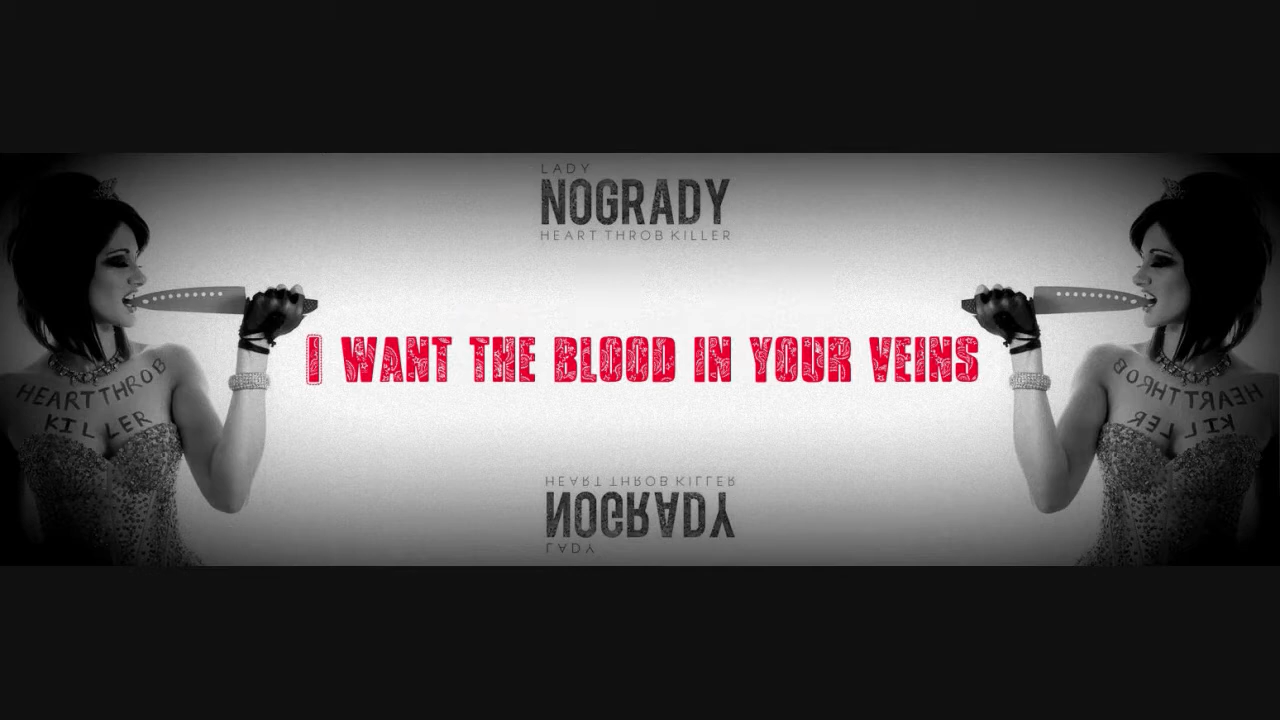 LADY
NOGRADY
HEART THROB KILLER
I WANT THE BLOOD IN YOUR VEINS
HEARTTHROB
KILLER
HEARTTHROB
KILLER
HEART THROB KILLER
NOGRADY
LADY